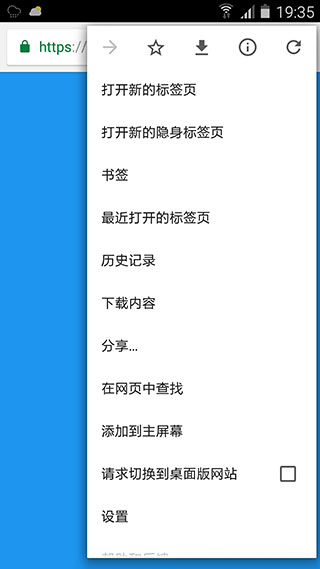 19:35
https://
打开新的标签页
打开新的隐身标签页
书签
最近打开的标签页
历史记录
下载内容
分享...
在网页中查找
添加到主屏幕
请求切换到桌面版网站
设置